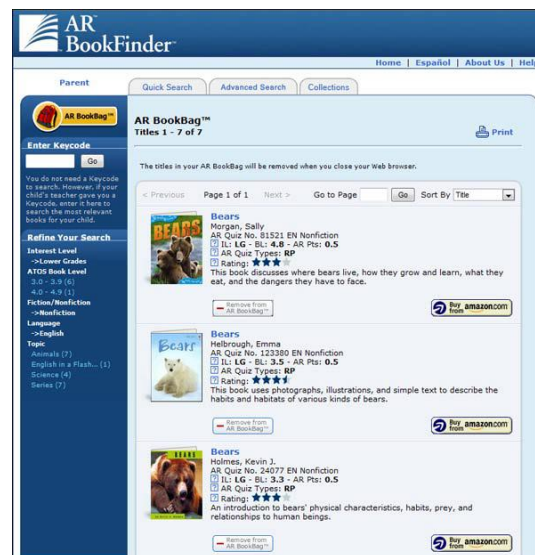 AR™
BookFinder™
Home | Español | About Us | Help
Parent
Quick Search
Advanced Search
Collections
AR BookBag™
Enter Keycode
Go
You do not need a Keycode
to search. However, if your
child's teacher gave you a
Keycode, enter it here to
search the most relevant
books for your child.
Refine Your Search
Interest Level
->Lower Grades
ATOS Book Level
3.0 - 3.9 (6)
4.0 - 4.9 (1)
Fiction/Nonfiction
->Nonfiction
Language
->English
Topic
Animals (7)
English in a Flash... (1)
Science (4)
Series (7)
AR BookBag™
Titles 1 - 7 of 7
Print
The titles in your AR BookBag will be removed when you close your Web browser.
< Previous Page 1 of 1 Next > Go to Page Go Sort By Title
BEARS
Bears
Morgan, Sally
AR Quiz No. 81521 EN Nonfiction
? IL: LG - BL: 4.8 - AR Pts: 0.5
? AR Quiz Types: RP
? Rating:
This book discusses where bears live, how they grow and learn, what they
eat, and the dangers they have to face.
Remove from
AR BookBag™
Buy amazon.com
from
Bears
Bears
Helbrough, Emma
AR Quiz No. 123380 EN Nonfiction
? IL: LG - BL: 3.5 - AR Pts: 0.5
? AR Quiz Types: RP
? Rating:
This book uses photographs, illustrations, and simple text to describe the
habits and habitats of various kinds of bears.
Remove from
AR BookBag™
Buy amazon.com
from
BEARS
Bears
Holmes, Kevin J.
AR Quiz No. 24077 EN Nonfiction
? IL: LG - BL: 3.3 - AR Pts: 0.5
? AR Quiz Types: RP
? Rating:
An introduction to bears' physical characteristics, habits, prey, and
relationships to human beings.
Remove from
AR BookBag™
Buy amazon.com
from